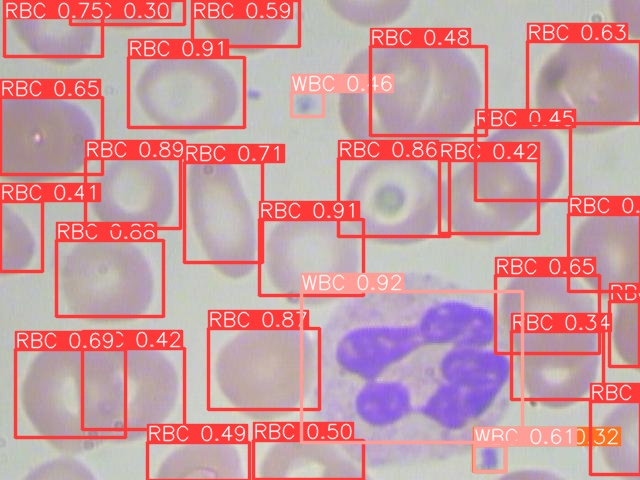 RBC 0.75
0.30
RBC 0.59
RBC 0.91
RBC 0.48
RBC 0.63
RBC 0.65
WBC 0.46
RBC 0.45
RBC 0.89
RBC 0.71
RBC 0.86
RBC 0.42
RBC 0.41
RBC 0.91
RBC 0.88
RBC 0.65
WBC 0.92
RBC 0.87
RBC 0.34
RBC 0.69
0.42
RBC
RBC 0.49
RBC 0.50
WBC 0.61
0.32